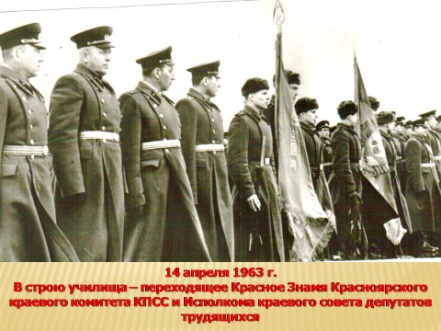 14 апреля 1963 г.
В строю училища – переходящее Красное Знамя Красноярского
краевого комитета КПСС и Исполкома краевого совета депутатов
трудящихся